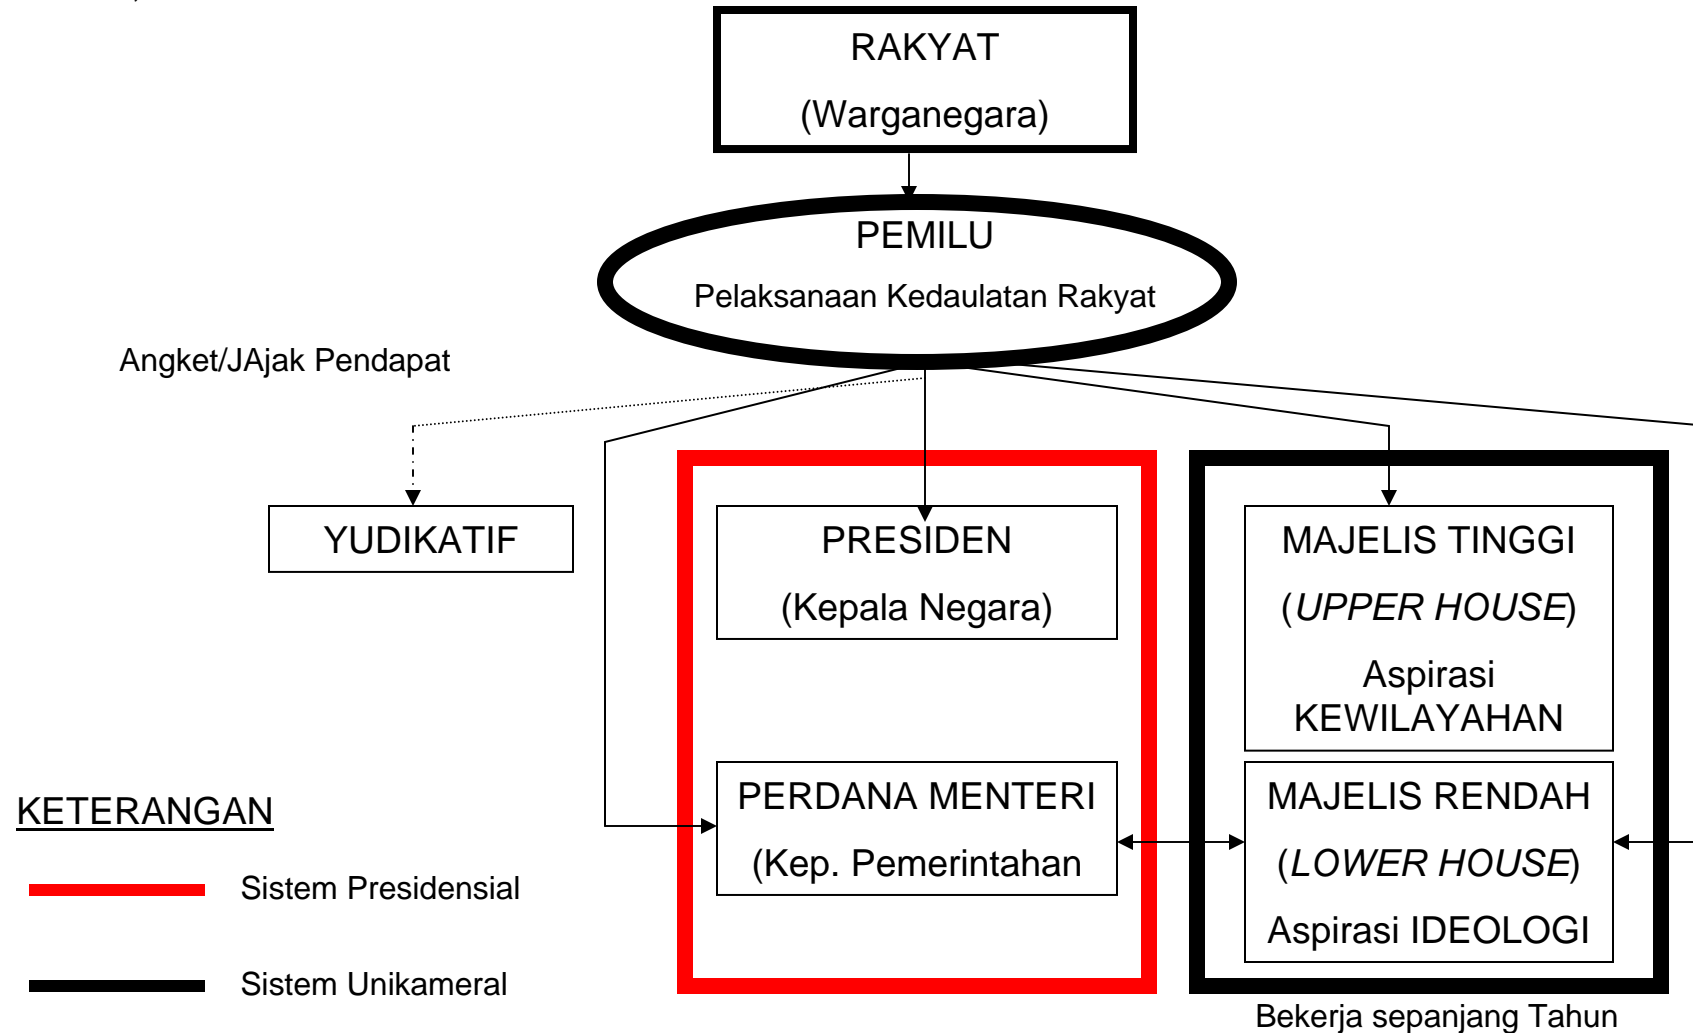 RAKYAT
(Warganegara)
PEMILU
Pelaksanaan Kedaulatan Rakyat
Angket/JAjak Pendapat
YUDIKATIF
PRESIDEN
(Kepala Negara)
MAJELIS TINGGI
(UPPER HOUSE)
Aspirasi
KEWILAYAHAN
PERDANA MENTERI
(Kep. Pemerintahan
MAJELIS RENDAH
(LOWER HOUSE)
Aspirasi IDEOLOGI
KETERANGAN
Sistem Presidensial
Sistem Unikameral
Bekerja sepanjang Tahun